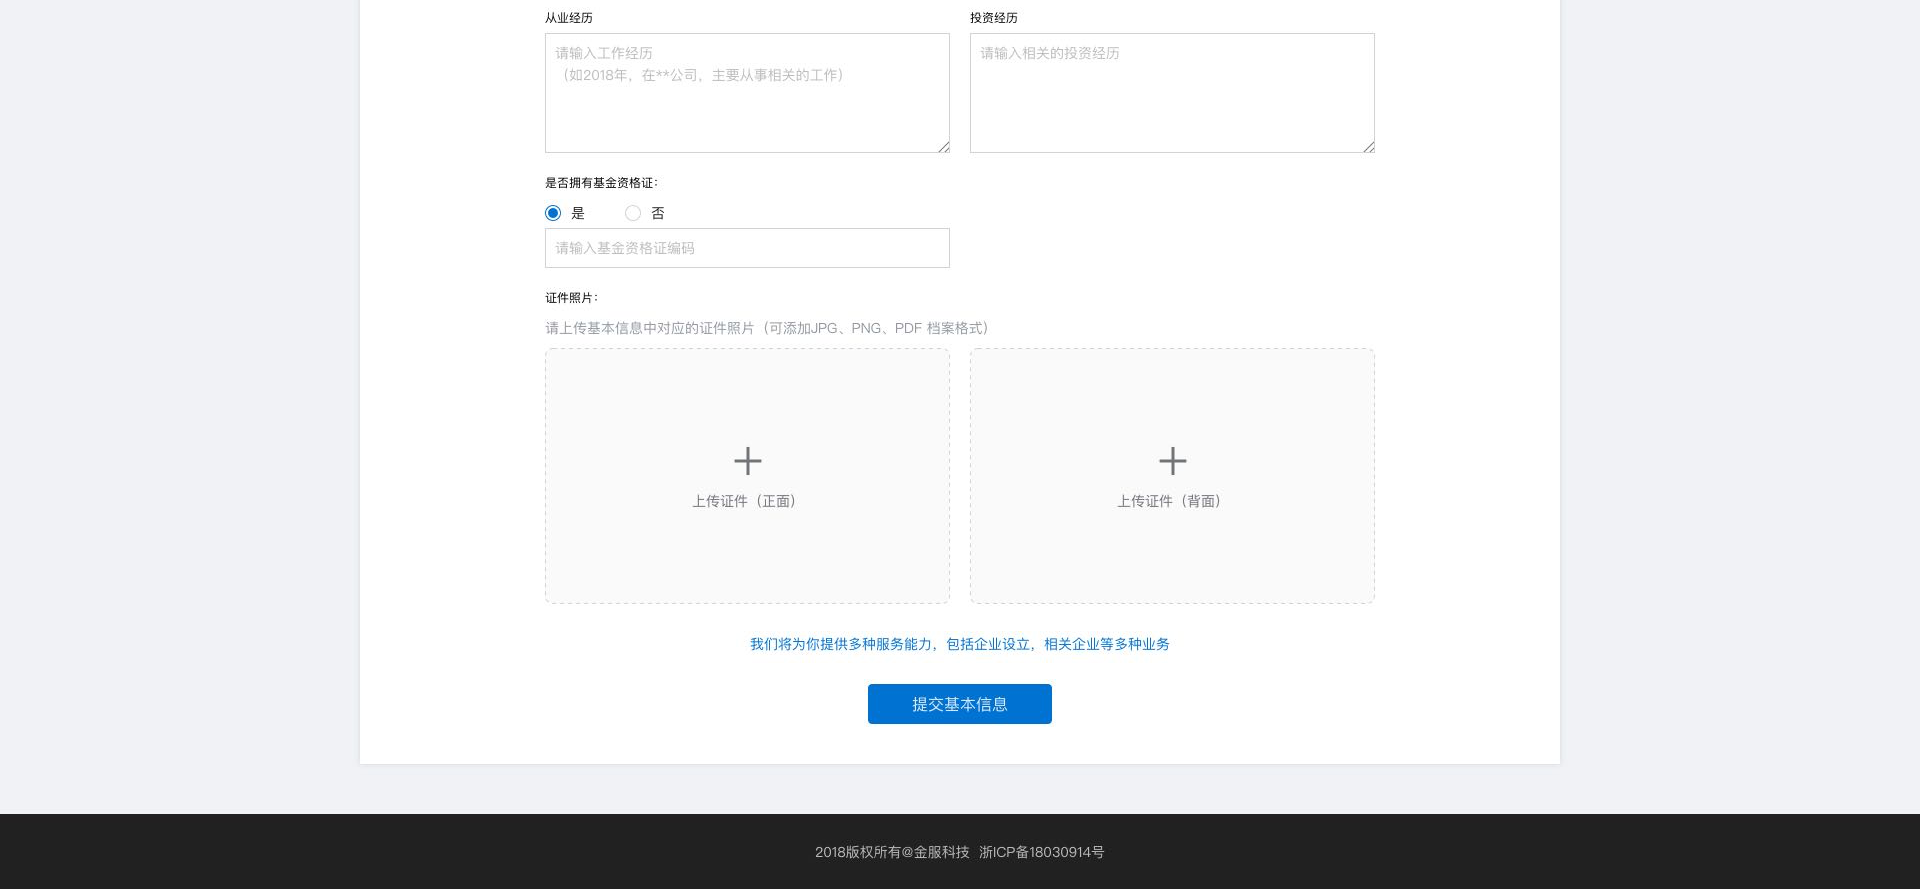 从业经历
投资经历
请输入工作经历
（如2018年，在**公司，主要从事相关的工作）
请输入相关的投资经历
是否拥有基金资格证：
是
否
请输入基金资格证编码
证件照片：
请上传基本信息中对应的证件照片（可添加JPG、PNG、PDF 档案格式）
上传证件（正面）
上传证件（背面）
我们将为你提供多种服务能力，包括企业设立，相关企业等多种业务
提交基本信息
2018版权所有@金服科技 浙ICP备18030914号